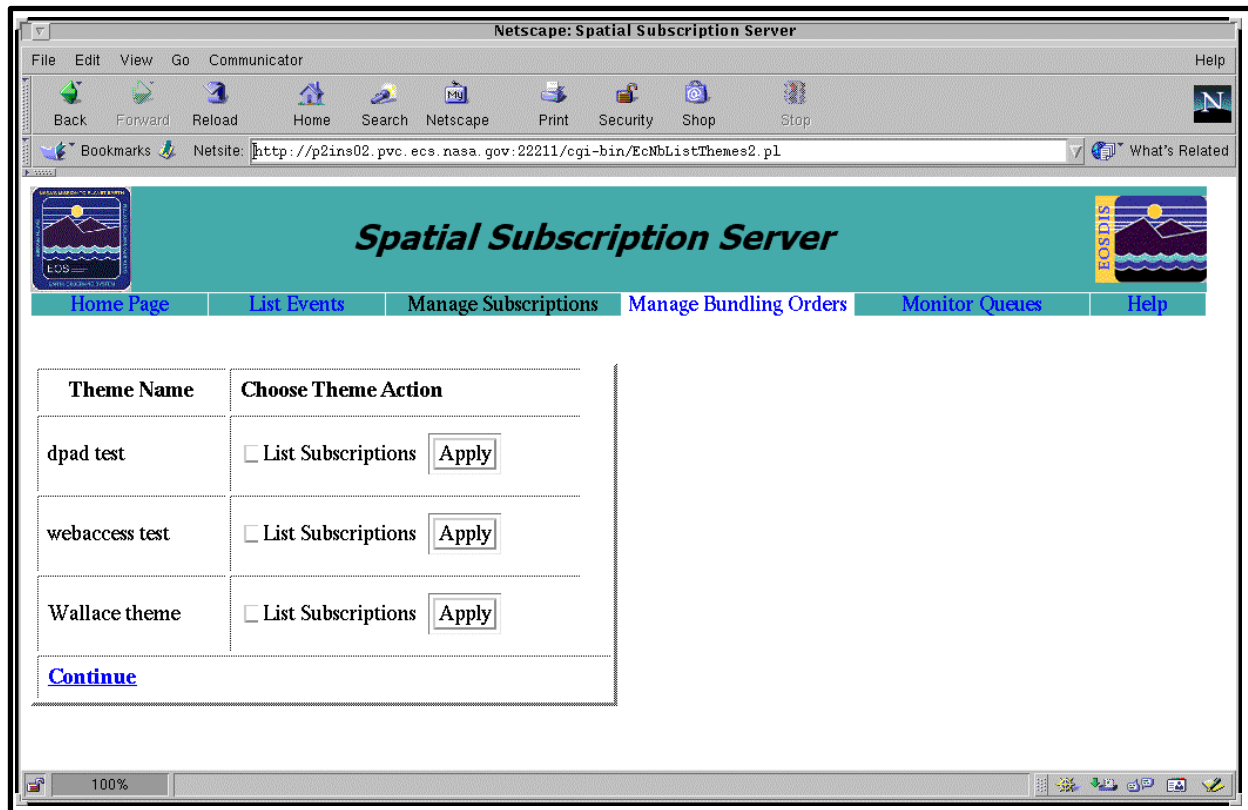 Netscape: Spatial Subscription Server
File Edit View Go Communicator Help
Back Forward Reload Home Search Netscape Print Security Shop Stop
My
N
Bookmarks Netsite: http://p2ins02.pvc.ecs.nasa.gov:22211/cgi-bin/EcNbListThemes2.pl What's Related
EOS
Spatial Subscription Server
EOSDIS
Home Page List Events Manage Subscriptions Manage Bundling Orders Monitor Queues Help
Theme Name Choose Theme Action
dpad test List Subscriptions Apply
webaccess test List Subscriptions Apply
Wallace theme List Subscriptions Apply
Continue
100%